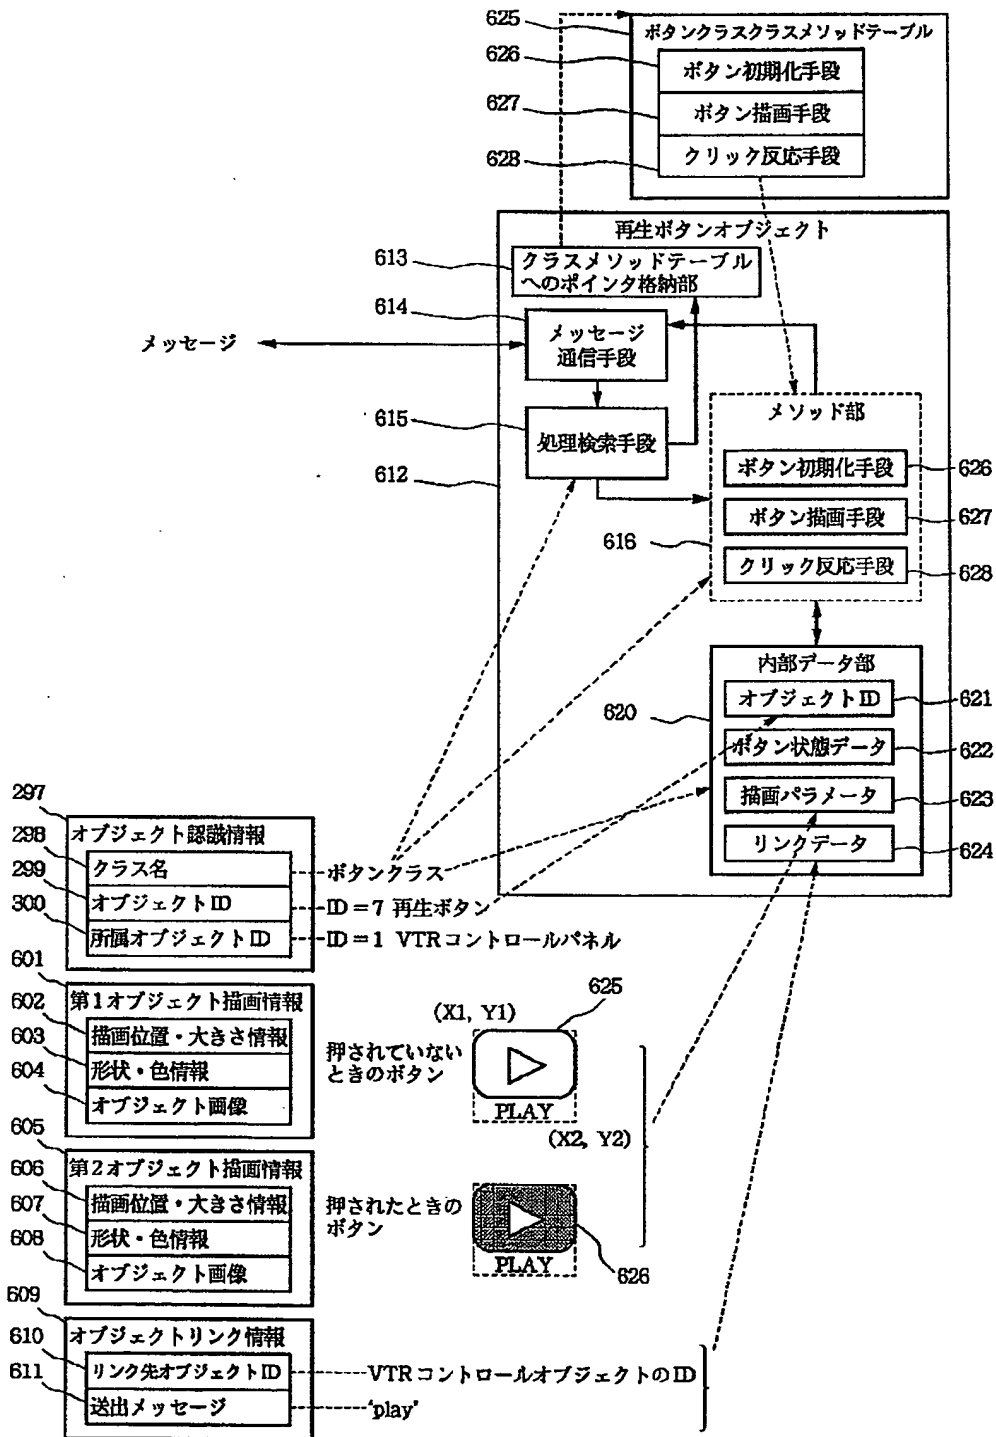 625
ボタンクラスクラスメソッドテーブル
626
ボタン初期化手段
627
ボタン描画手段
628
クリック反応手段
再生ボタンオブジェクト
613
クラスメソッドテーブル
へのポインタ格納部
614
メッセージ
メッセージ
通信手段
615
処理検索手段
612
メソッド部
ボタン初期化手段
626
ボタン描画手段
627
616
クリック反応手段
628
内部データ部
620
オブジェクトID
621
ボタン状態データ
622
描画パラメータ
623
リンクデータ
624
297
オブジェクト認識情報
298
クラス名
ボタンクラス
299
オブジェクトID
ID=7 再生ボタン
300
所属オブジェクトID
ID=1 VTRコントロールパネル
601
第1オブジェクト描画情報
602
描画位置・大きさ情報
603
形状・色情報
604
オブジェクト画像
押されていない
ときのボタン
(X1, Y1)
625
PLAY
(X2, Y2)
605
第2オブジェクト描画情報
606
描画位置・大きさ情報
607
形状・色情報
608
オブジェクト画像
押されたときの
ボタン
PLAY
626
609
オブジェクトリンク情報
610
リンク先オブジェクトID
VTRコントロールオブジェクトのID
611
送出メッセージ
'play'